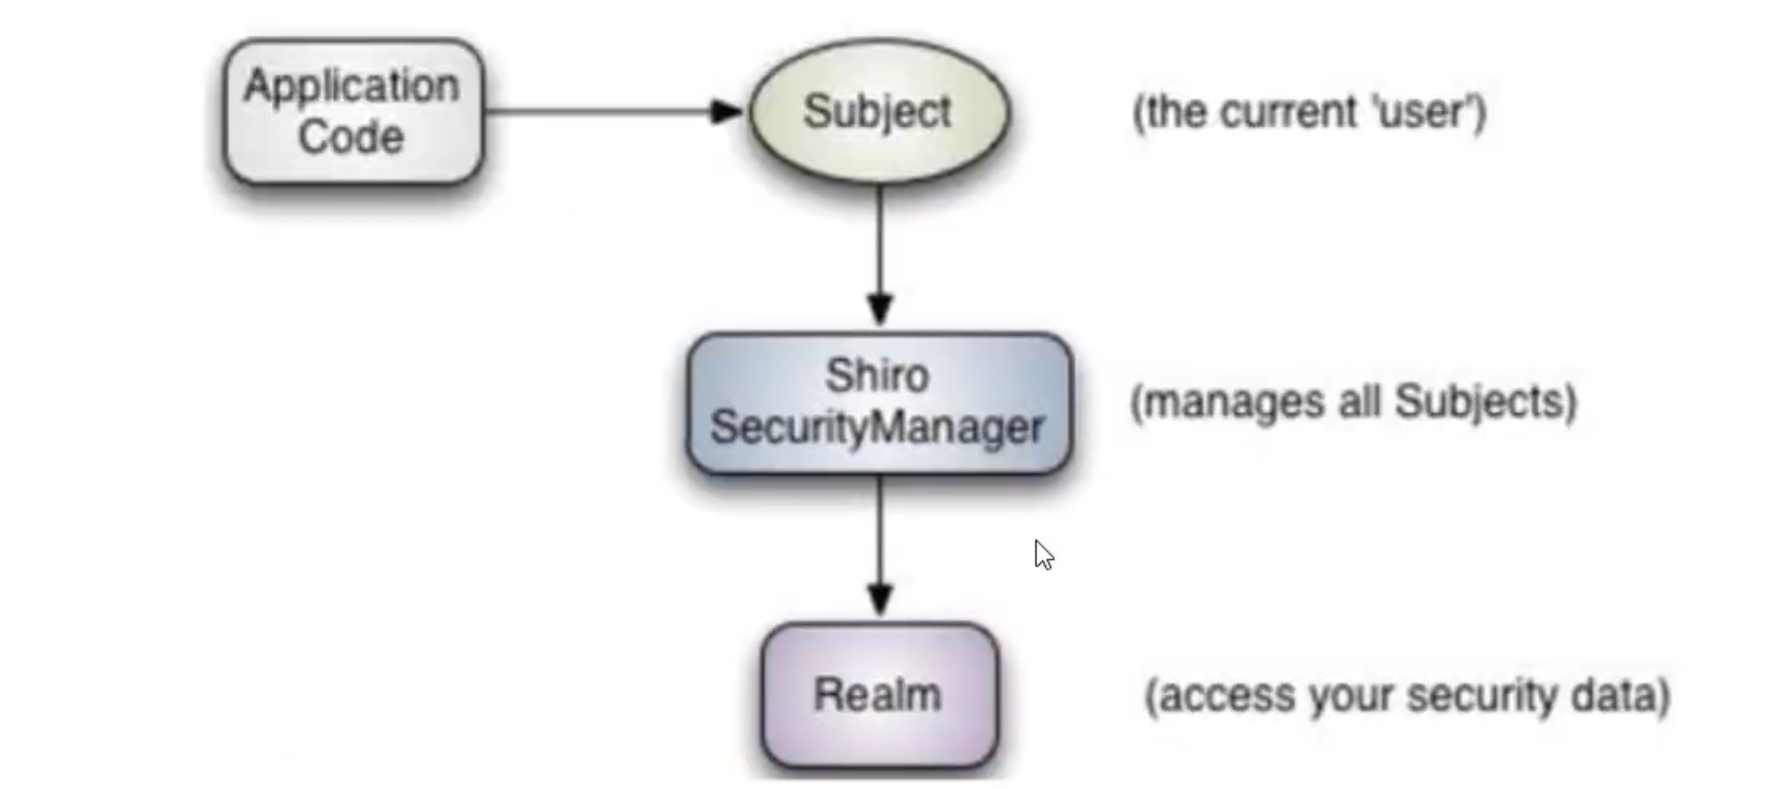 Application
Code
Subject
(the current 'user')
Shiro
SecurityManager
(manages all Subjects)
Realm
(access your security data)